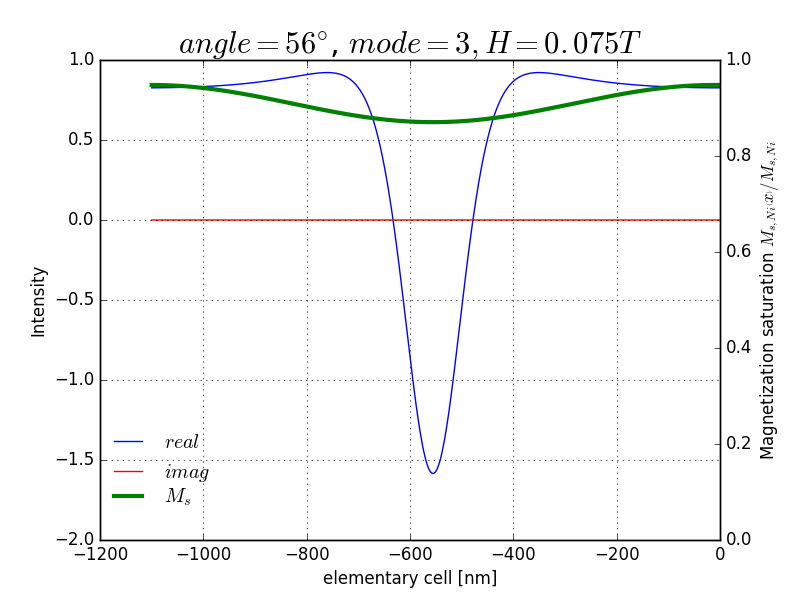 angle = 56°, mode = 3, H = 0.075T
1.0
0.5
0.0
−0.5
−1.0
−1.5
−2.0
Intensity
1.0
0.8
0.6
0.4
0.2
0.0
Magnetization saturation M_{s,Ni(x)}/M_{s,Ni}
real
imag
M_s
−1200 −1000 −800 −600 −400 −200 0
elementary cell [nm]